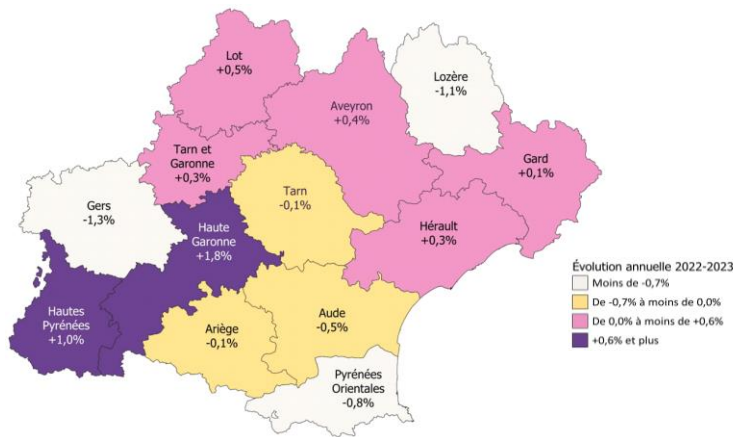 Lot
+0,5%
Lozère
-1,1%
Aveyron
+0,4%
Tarn et
Garonne
+0,3%
Gard
+0,1%
Tarn
-0,1%
Gers
-1,3%
Haute
Garonne
+1,8%
Hérault
+0,3%
Hautes
Pyrénées
+1,0%
Ariège
-0,1%
Aude
-0,5%
Pyrénées
Orientales
-0,8%
Évolution annuelle 2022-2023
Moins de -0,7%
De -0,7% à moins de 0,0%
De 0,0% à moins de +0,6%
+0,6% et plus